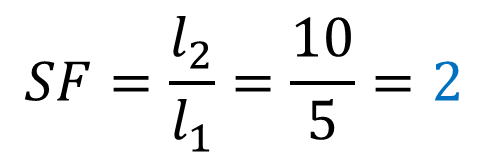 SF = l₂/l₁ = 10/5 = 2